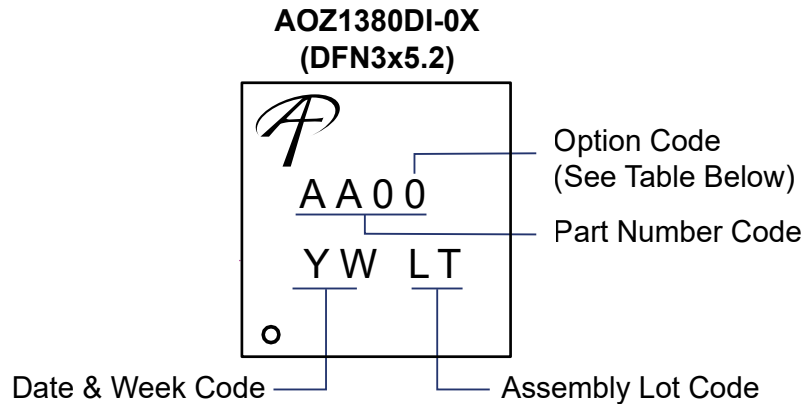 AOZ1380DI-0X
(DFN3x5.2)
Option Code
(See Table Below)
AA00
Part Number Code
YW LT
Date & Week Code
Assembly Lot Code